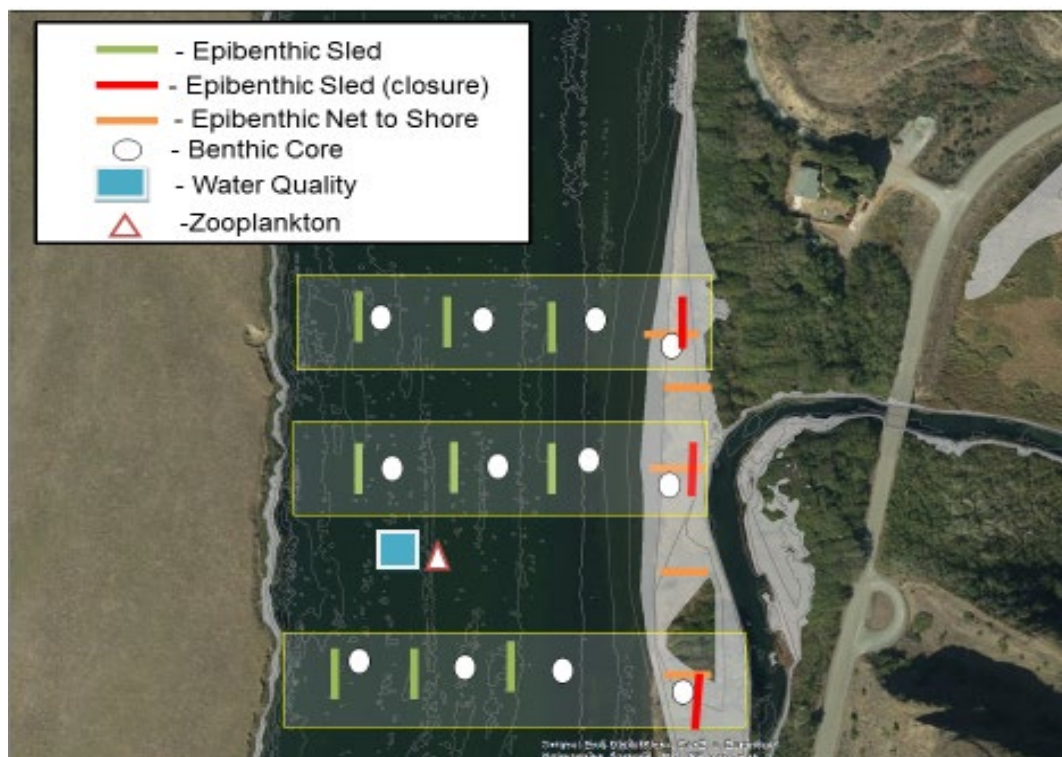 - Epibenthic Sled
- Epibenthic Sled (closure)
- Epibenthic Net to Shore
- Benthic Core
- Water Quality
-Zooplankton